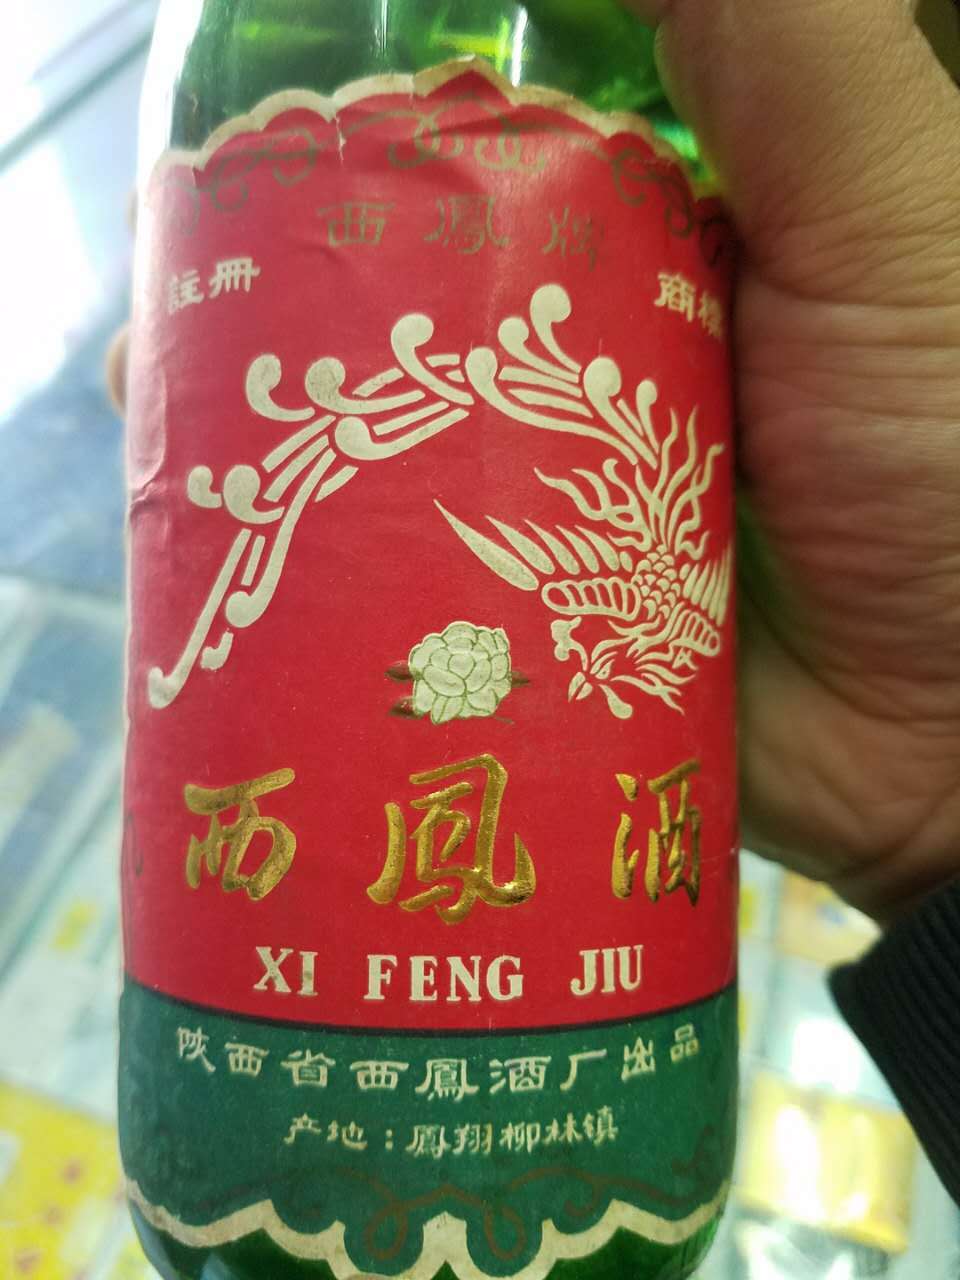 西鳳牌
註冊 商標
西鳳酒
XI FENG JIU
陕西省西鳳酒厂出品
产地：鳳翔柳林镇